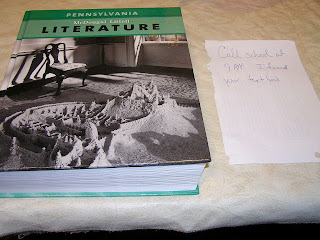 PENNSYLVANIA
McDougal Littell
LITERATURE
Call school at
9 AM I found
your text book